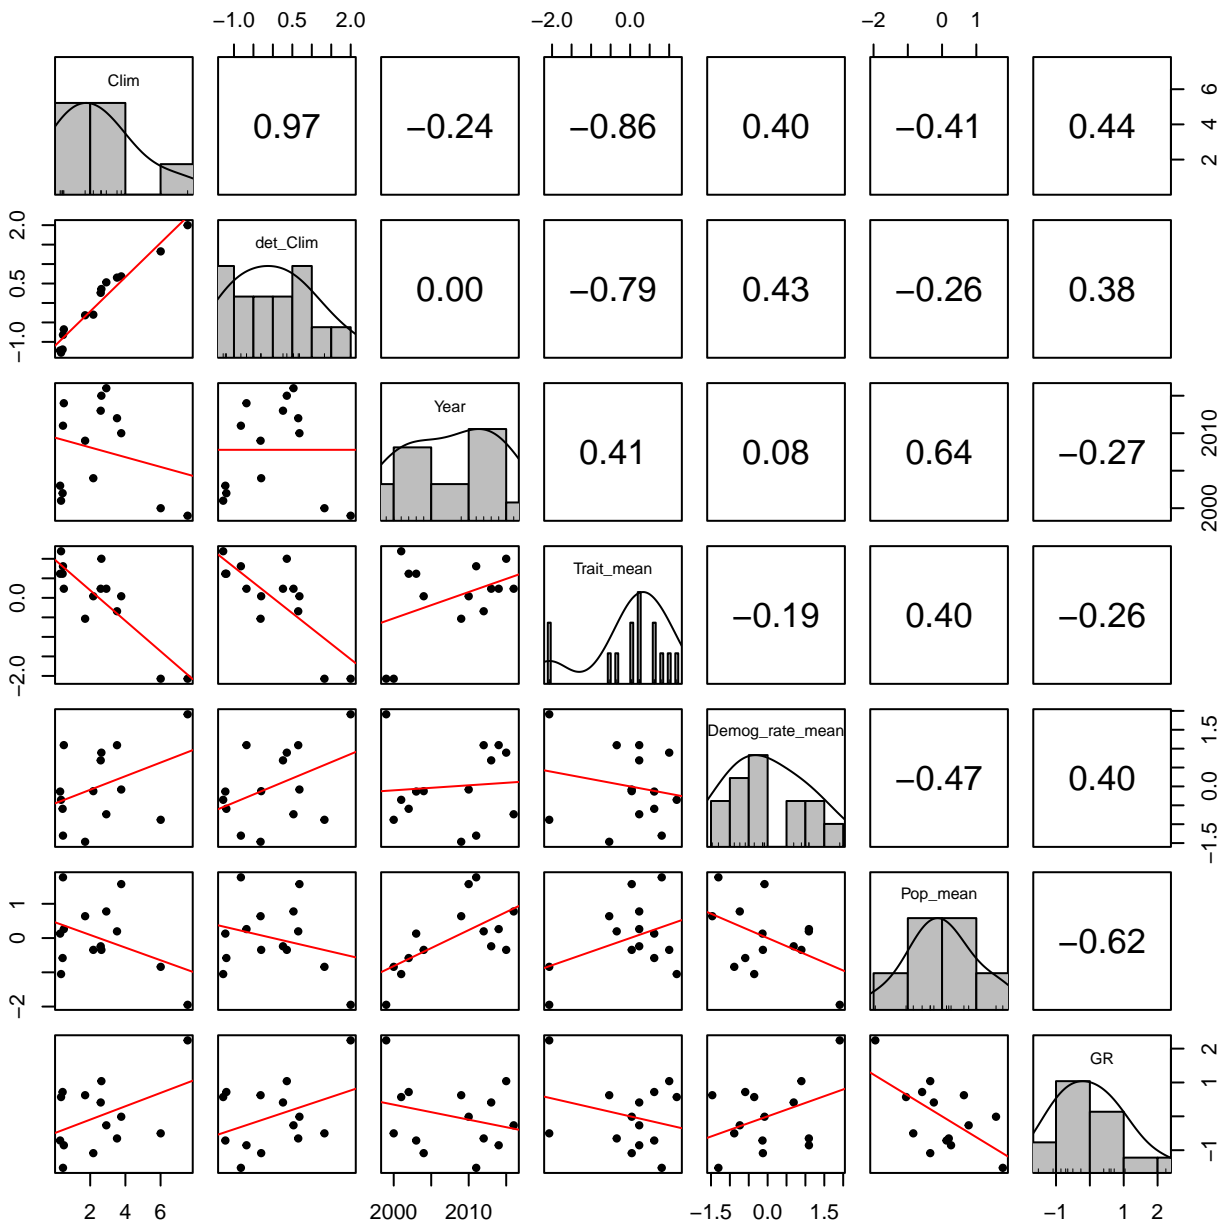 −1.0 0.5 2.0 −2.0 0.0 −2 0 1
Clim 0.97 −0.24 −0.86 0.40 −0.41 0.44 2 4 6
−1.0 0.5 2.0 det_Clim 0.00 −0.79 0.43 −0.26 0.38
Year 0.41 0.08 0.64 −0.27 2000 2010
−2.0 0.0 Trait_mean −0.19 0.40 −0.26
Demog_rate_mean −0.47 0.40 −1.5 0.0 1.5
−2 0 1 Pop_mean −0.62
GR −1 1 2
2 4 6 2000 2010 −1.5 0.0 1.5 −1 1 2